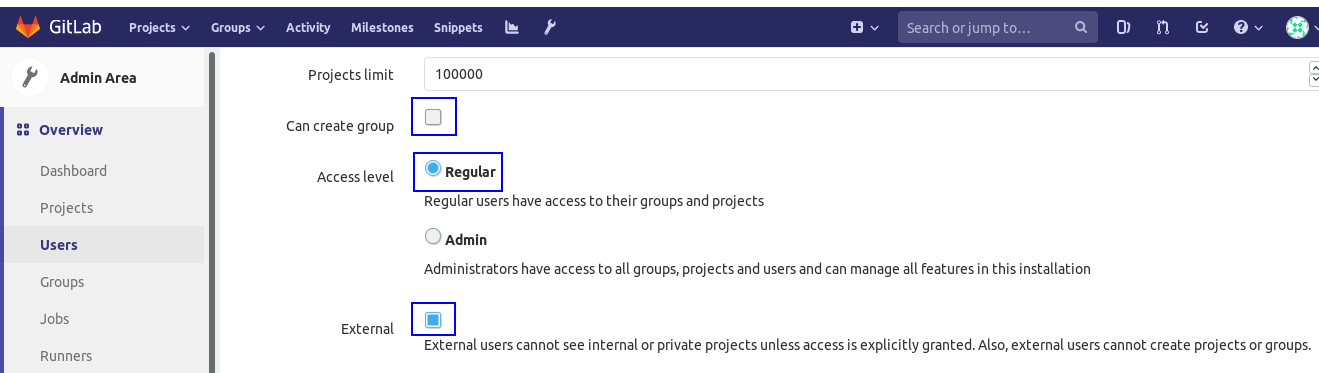 GitLab Projects Groups Activity Milestones Snippets Search or jump to…
Admin Area
Overview
Dashboard
Projects
Users
Groups
Jobs
Runners
Projects limit 100000
Can create group
Access level Regular
Regular users have access to their groups and projects
Admin
Administrators have access to all groups, projects and users and can manage all features in this installation
External
External users cannot see internal or private projects unless access is explicitly granted. Also, external users cannot create projects or groups.